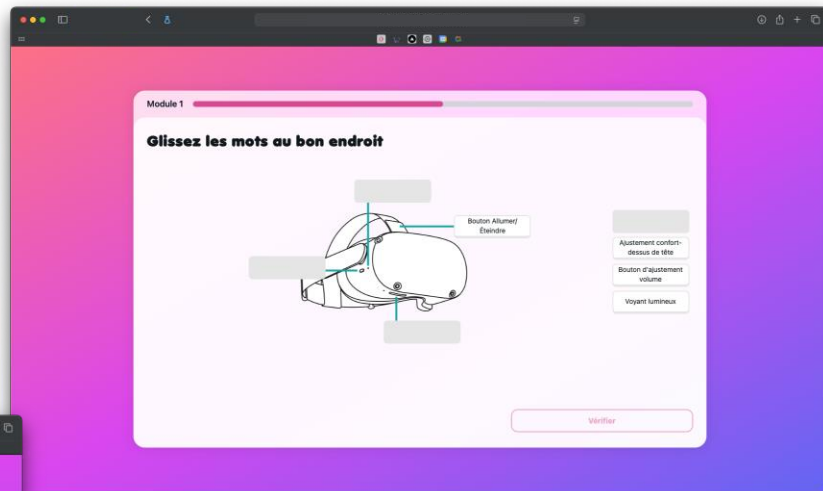 Module 1
Glissez les mots au bon endroit
Bouton Allumer/
Éteindre
Ajustement confort-
dessus de tête
Bouton d'ajustement
volume
Voyant lumineux
Vérifier